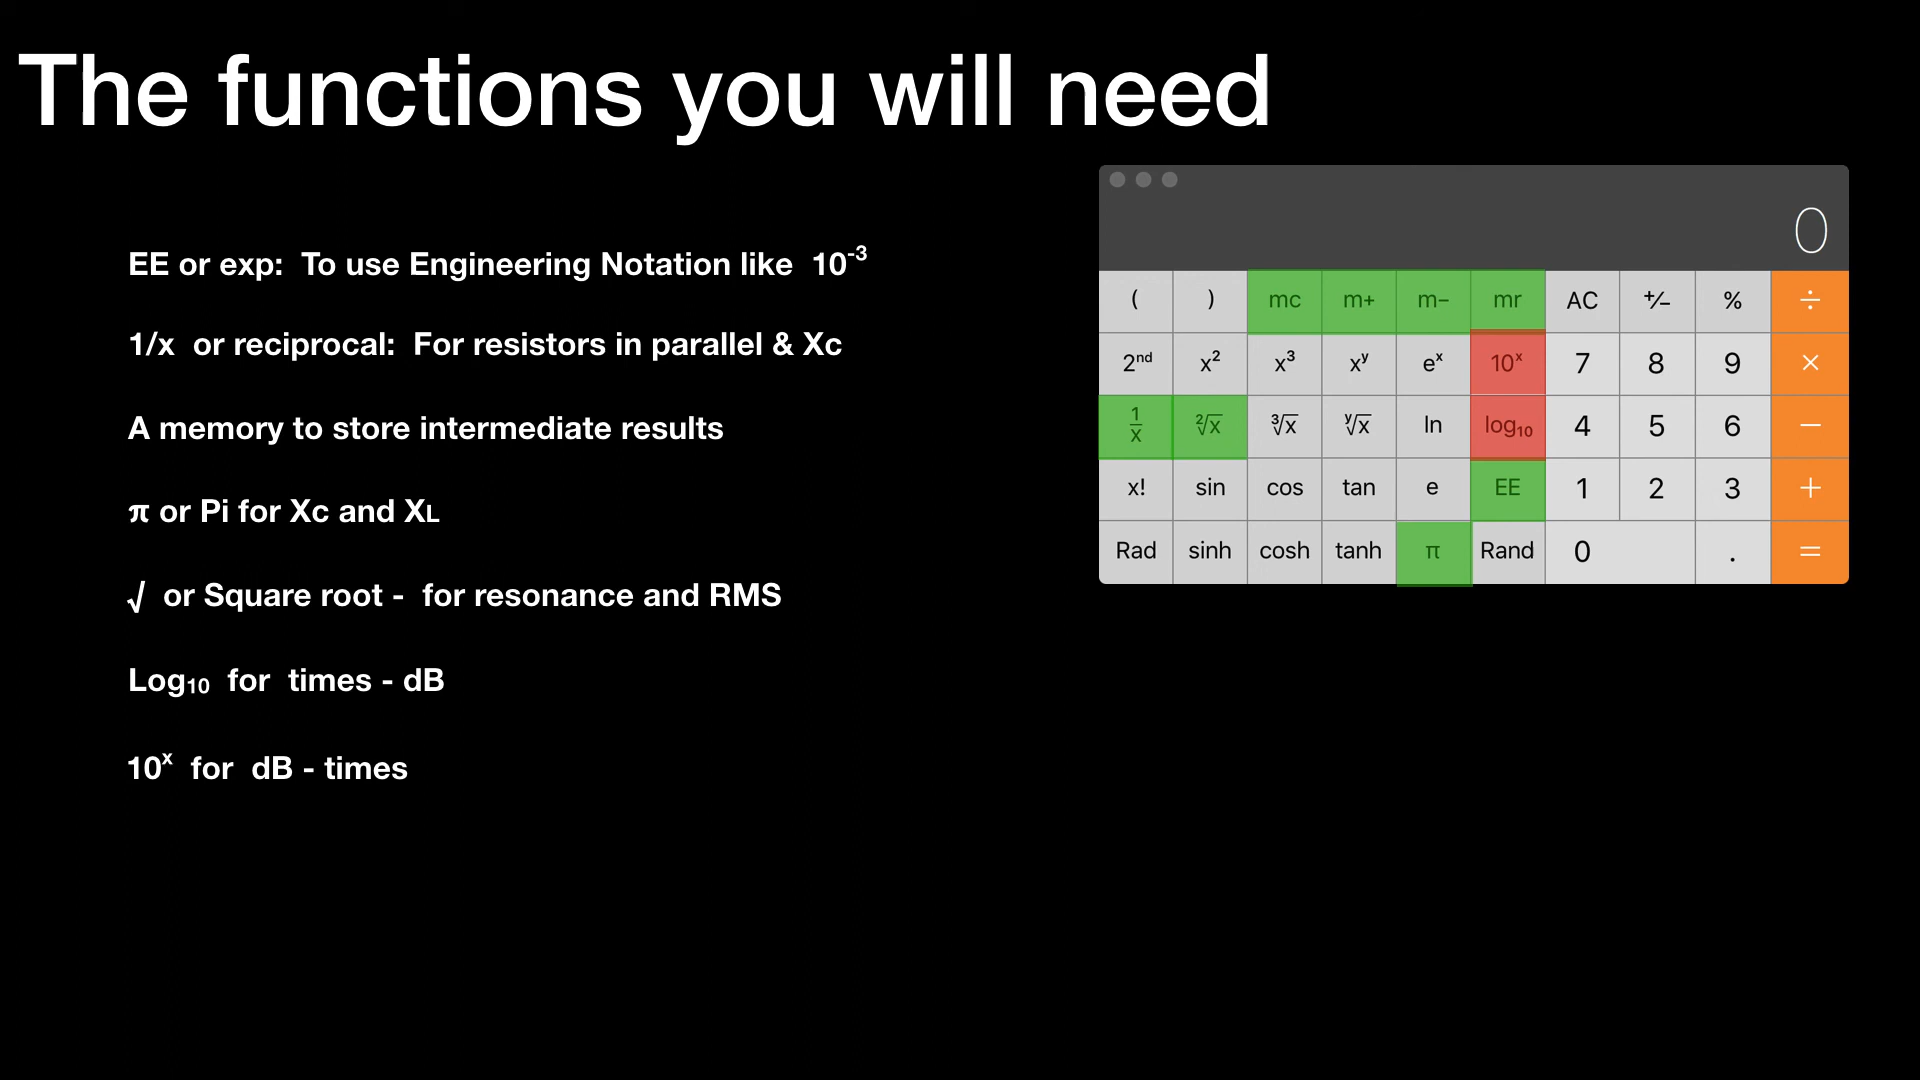 The functions you will need
EE or exp: To use Engineering Notation like 10⁻³
1/x or reciprocal: For resistors in parallel & Xc
A memory to store intermediate results
π or Pi for Xc and XL
√ or Square root - for resonance and RMS
Log₁₀ for times - dB
10ˣ for dB - times
0
( ) mc m+ m− mr AC +/− % ÷
2ⁿᵈ x² x³ xʸ eˣ 10ˣ 7 8 9 ×
1/x ²√x ³√x ʸ√x ln log₁₀ 4 5 6 −
x! sin cos tan e EE 1 2 3 +
Rad sinh cosh tanh π Rand 0 . =